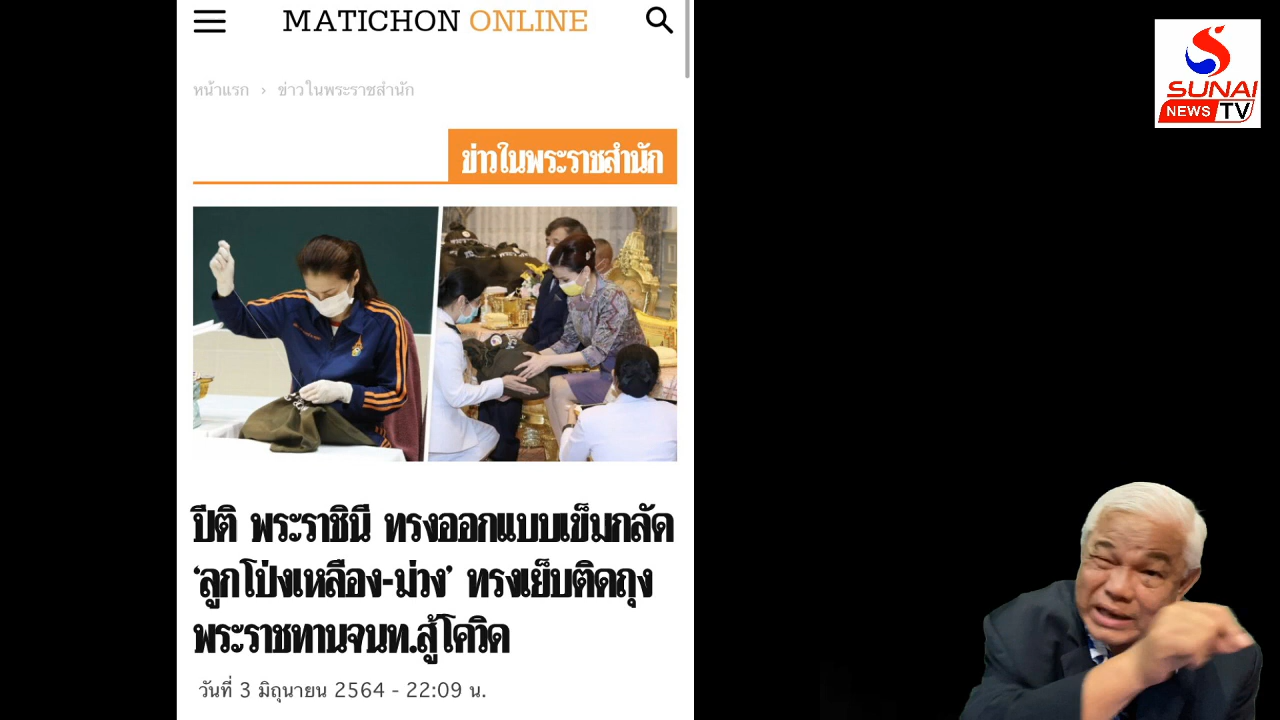 MATICHON ONLINE
SUNAI
NEWS TV
หน้าแรก › ข่าวในพระราชสำนัก
ข่าวในพระราชสำนัก
ปีติ พระราชินี ทรงออกแบบเข็มกลัด
‘ลูกโป่งเหลือง-ม่วง’ ทรงเย็บติดถุง
พระราชทานจนท.สู้โควิด
วันที่ 3 มิถุนายน 2564 - 22:09 น.